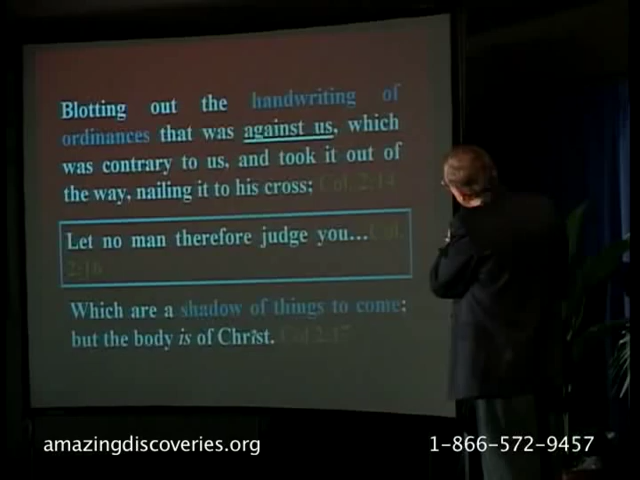 Blotting out the handwriting of
ordinances that was against us, which
was contrary to us, and took it out of
the way, nailing it to his cross; Col. 2:14
Let no man therefore judge you...Col.
2:16
Which are a shadow of things to come;
but the body is of Christ. Col 2:17
amazingdiscoveries.org
1-866-572-9457